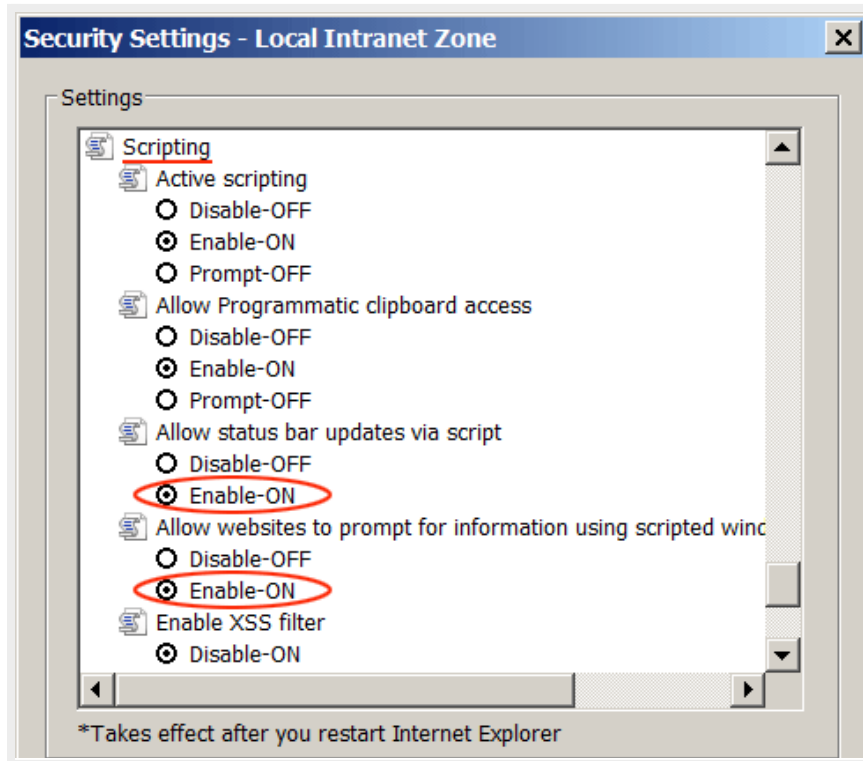 Security Settings - Local Intranet Zone
Settings
Scripting
Active scripting
Disable-OFF
Enable-ON
Prompt-OFF
Allow Programmatic clipboard access
Disable-OFF
Enable-ON
Prompt-OFF
Allow status bar updates via script
Disable-OFF
Enable-ON
Allow websites to prompt for information using scripted winc
Disable-OFF
Enable-ON
Enable XSS filter
Disable-ON
*Takes effect after you restart Internet Explorer